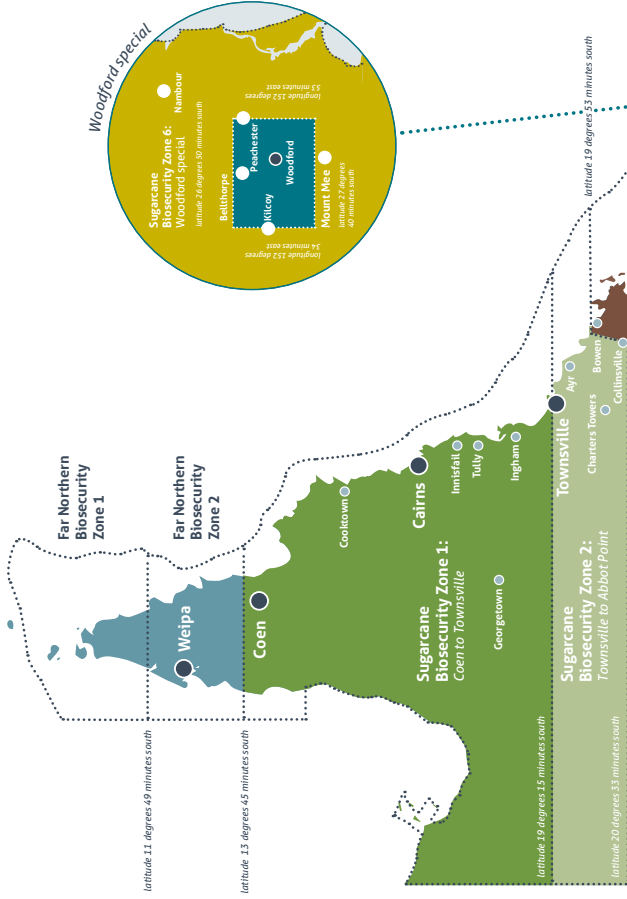 Woodford special
Sugarcane
Biosecurity Zone 6:
Woodford special
latitude 26 degrees 50 minutes south
Nambour
longitude 152 degrees
53 minutes east
Bellthorpe
Peachester
Kilcoy
Woodford
Mount Mee
latitude 27 degrees
40 minutes south
longitude 152 degrees
34 minutes east
Far Northern
Biosecurity
Zone 1
Far Northern
Biosecurity
Zone 2
latitude 11 degrees 49 minutes south
Weipa
latitude 13 degrees 45 minutes south
Coen
Cooktown
Cairns
Innisfail
Tully
Ingham
Georgetown
Sugarcane
Biosecurity Zone 1:
Coen to Townsville
latitude 19 degrees 15 minutes south
Townsville
Ayr
Charters Towers
Bowen
Collinsville
latitude 19 degrees 53 minutes south
Sugarcane
Biosecurity Zone 2:
Townsville to Abbot Point
latitude 20 degrees 33 minutes south